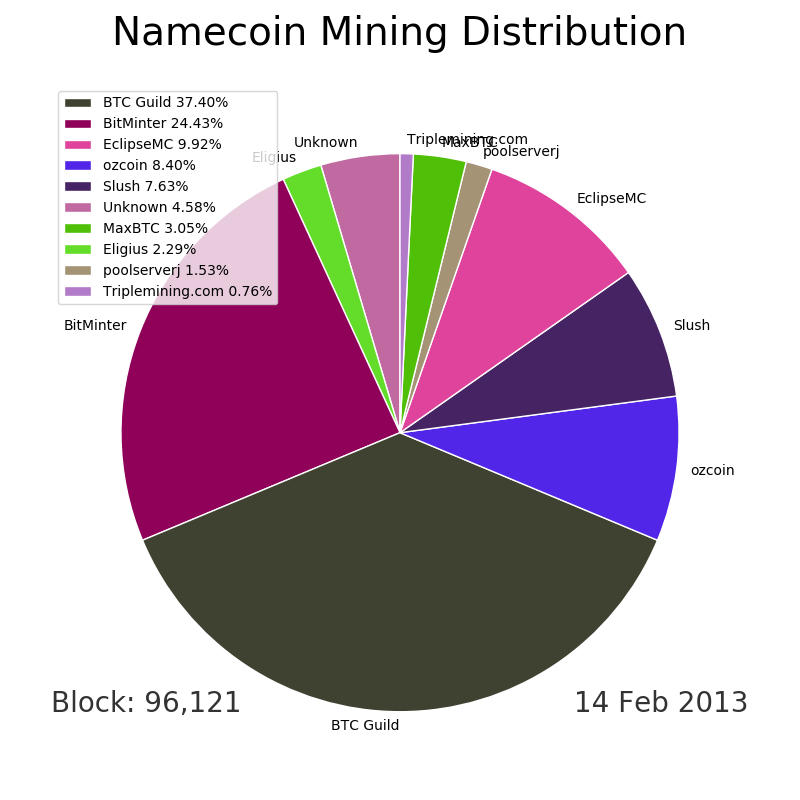 Namecoin Mining Distribution
BTC Guild 37.40%
BitMinter 24.43%
EclipseMC 9.92%
ozcoin 8.40%
Slush 7.63%
Unknown 4.58%
MaxBTC 3.05%
Eligius 2.29%
poolserverj 1.53%
Triplemining.com 0.76%
Triplemining.com
Unknown
MaxBTC
poolserverj
Eligius
EclipseMC
BitMinter
Slush
ozcoin
Block: 96,121
14 Feb 2013
BTC Guild